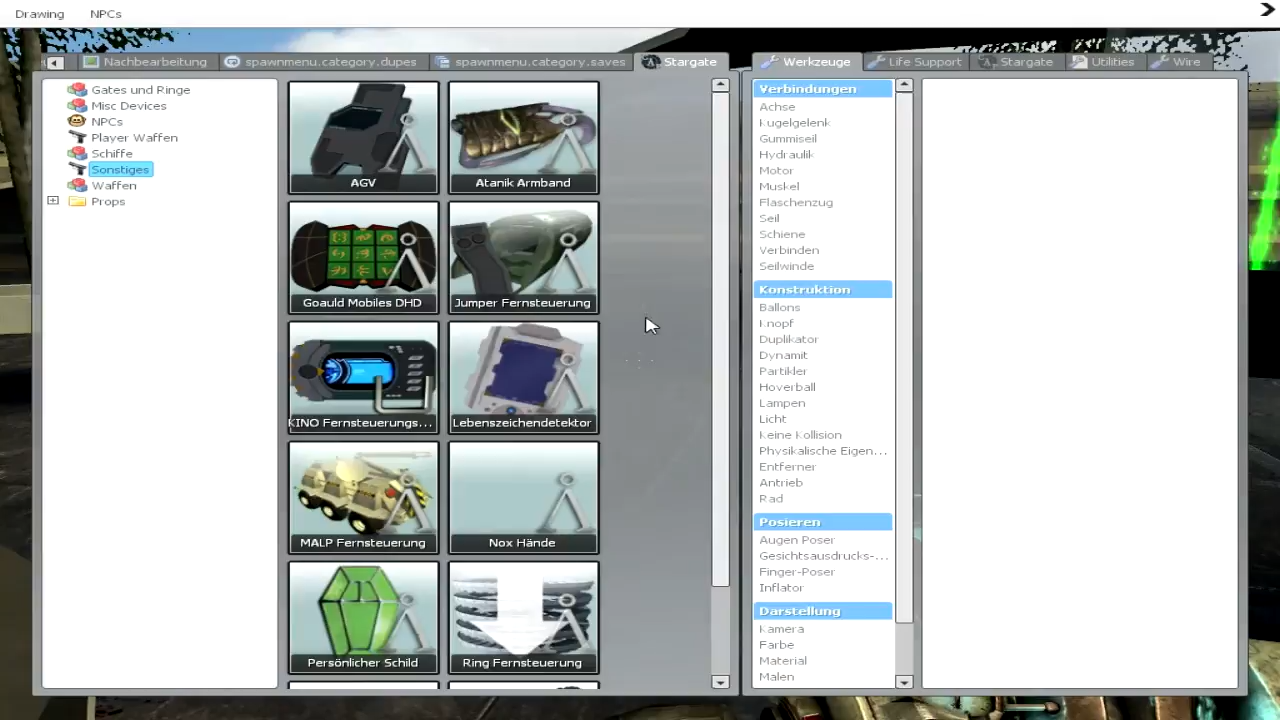 Drawing NPCs
Nachbearbeitung spawnmenu.category.dupes spawnmenu.category.saves Stargate
Gates und Ringe
Misc Devices
NPCs
Player Waffen
Schiffe
Sonstiges
Waffen
Props
AGV Atanik Armband
Goauld Mobiles DHD Jumper Fernsteuerung
KINO Fernsteuerungs... Lebenszeichendetektor
MALP Fernsteuerung Nox Hände
Persönlicher Schild Ring Fernsteuerung
Werkzeuge Life Support Stargate Utilities Wire
Verbindungen
Achse
Kugelgelenk
Gummiseil
Hydraulik
Motor
Muskel
Flaschenzug
Seil
Schiene
Verbinden
Seilwinde
Konstruktion
Ballons
Knopf
Duplikator
Dynamit
Partikler
Hoverball
Lampen
Licht
Keine Kollision
Physikalische Eigen...
Entferner
Antrieb
Rad
Posieren
Augen Poser
Gesichtsausdrucks-...
Finger-Poser
Inflator
Darstellung
Kamera
Farbe
Material
Malen